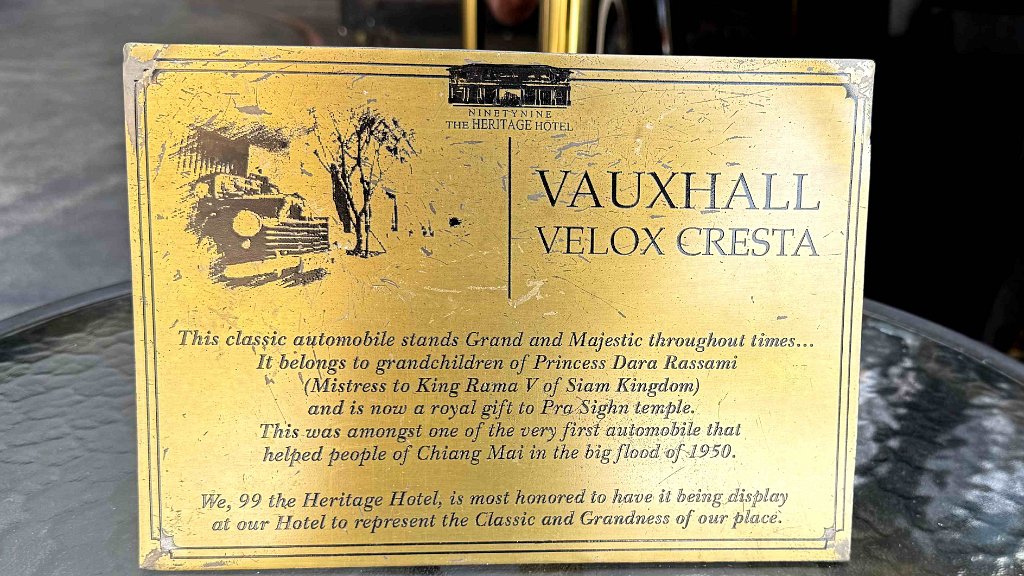 NINETYNINE
THE HERITAGE HOTEL
VAUXHALL
VELOX CRESTA
This classic automobile stands Grand and Majestic throughout times...
It belongs to grandchildren of Princess Dara Rassami
(Mistress to King Rama V of Siam Kingdom)
and is now a royal gift to Pra Sighn temple.
This was amongst one of the very first automobile that
helped people of Chiang Mai in the big flood of 1950.
We, 99 the Heritage Hotel, is most honored to have it being display
at our Hotel to represent the Classic and Grandness of our place.